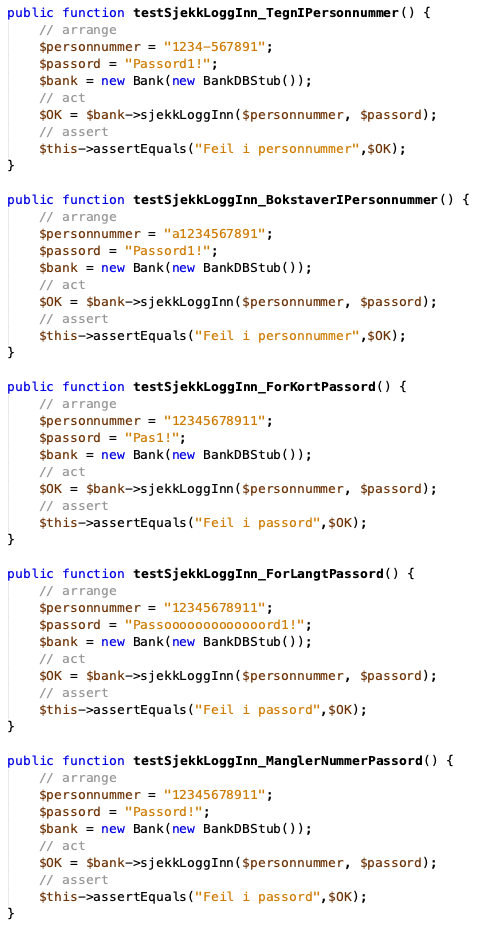 public function testSjekkLoggInn_TegnIPersonnummer() {
// arrange
$personnummer = "1234-567891";
$passord = "Passord1!";
$bank = new Bank(new BankDBStub());
// act
$OK = $bank->sjekkLoggInn($personnummer, $passord);
// assert
$this->assertEquals("Feil i personnummer",$OK);
}
public function testSjekkLoggInn_BokstaverIPersonnummer() {
// arrange
$personnummer = "a1234567891";
$passord = "Passord1!";
$bank = new Bank(new BankDBStub());
// act
$OK = $bank->sjekkLoggInn($personnummer, $passord);
// assert
$this->assertEquals("Feil i personnummer",$OK);
}
public function testSjekkLoggInn_ForKortPassord() {
// arrange
$personnummer = "12345678911";
$passord = "Pas1!";
$bank = new Bank(new BankDBStub());
// act
$OK = $bank->sjekkLoggInn($personnummer, $passord);
// assert
$this->assertEquals("Feil i passord",$OK);
}
public function testSjekkLoggInn_ForLangtPassord() {
// arrange
$personnummer = "12345678911";
$passord = "Passoooooooooooooord1!";
$bank = new Bank(new BankDBStub());
// act
$OK = $bank->sjekkLoggInn($personnummer, $passord);
// assert
$this->assertEquals("Feil i passord",$OK);
}
public function testSjekkLoggInn_ManglerNummerPassord() {
// arrange
$personnummer = "12345678911";
$passord = "Passord!";
$bank = new Bank(new BankDBStub());
// act
$OK = $bank->sjekkLoggInn($personnummer, $passord);
// assert
$this->assertEquals("Feil i passord",$OK);
}